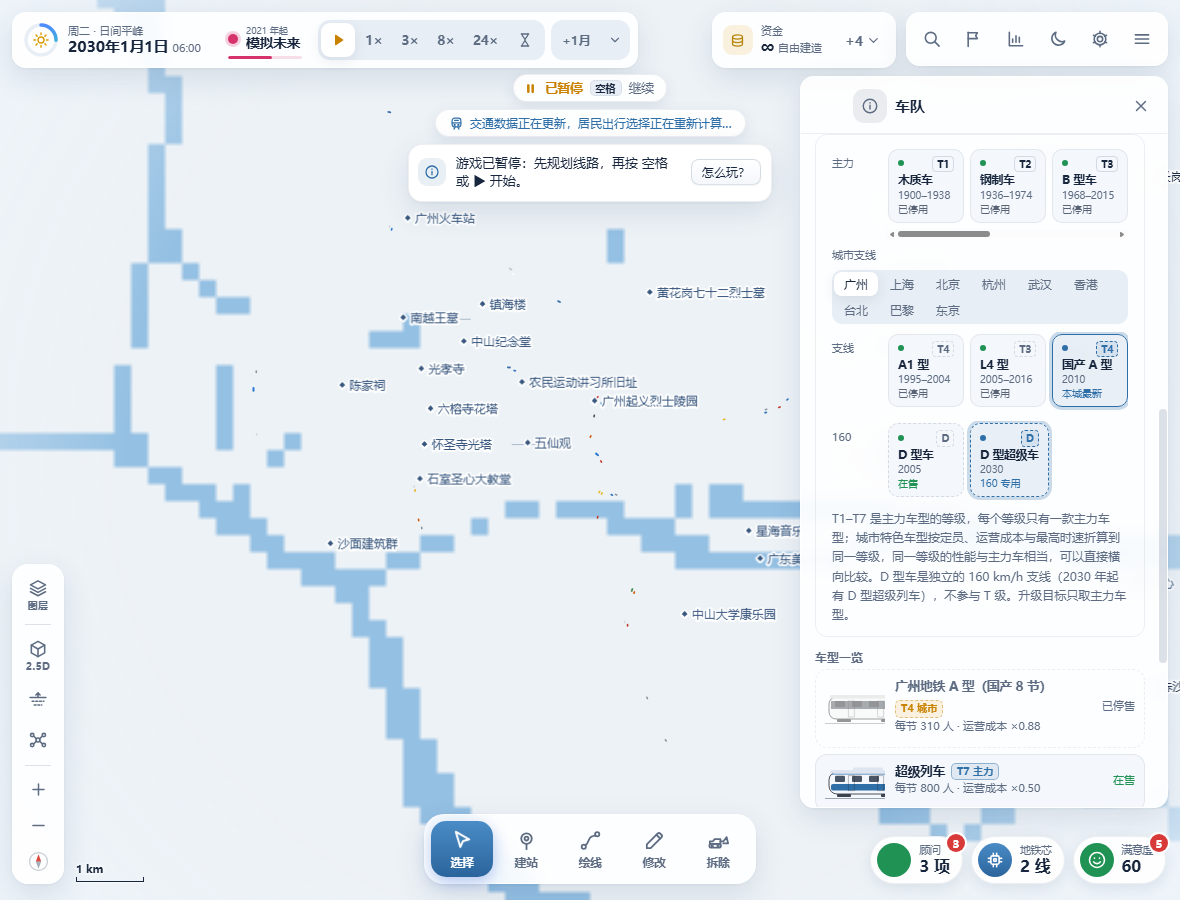 周二 · 日间平峰
2030年1月1日 06:00
2021 年起
模拟未来
1×
3×
8×
24×
+1月
资金
∞ 自由建造
+4
已暂停 空格 继续
交通数据正在更新，居民出行选择正在重新计算…
游戏已暂停：先规划线路，再按 空格
或 ▶ 开始。
怎么玩?
广州火车站
黄花岗七十二烈士墓
镇海楼
南越王墓
中山纪念堂
光孝寺
陈家祠
农民运动讲习所旧址
广州起义烈士陵园
六榕寺花塔
怀圣寺光塔
五仙观
石室圣心大教堂
沙面建筑群
星海音乐
广东美
中山大学康乐园
图层
2.5D
1 km
选择
建站
绘线
修改
拆除
车队
主力
T1
木质车
1900–1938
已停用
T2
钢制车
1936–1974
已停用
T3
B 型车
1968–2015
已停用
城市支线
广州
上海
北京
杭州
武汉
香港
台北
巴黎
东京
支线
T4
A1 型
1995–2004
已停用
T3
L4 型
2005–2016
已停用
T4
国产 A 型
2010
本城最新
160
D
D 型车
2005
在售
D
D 型超级车
2030
160 专用
T1–T7 是主力车型的等级，每个等级只有一款主力车
型；城市特色车型按定员、运营成本与最高时速折算到
同一等级，同一等级的性能与主力车相当，可以直接横
向比较。D 型车是独立的 160 km/h 支线（2030 年起
有 D 型超级列车），不参与 T 级。升级目标只取主力车
型。
车型一览
广州地铁 A 型（国产 8 节）
T4 城市
每节 310 人 · 运营成本 ×0.88
已停售
超级列车 T7 主力
每节 800 人 · 运营成本 ×0.50
在售
顾问
3 项
3
地铁芯
2 线
满意度
60
5